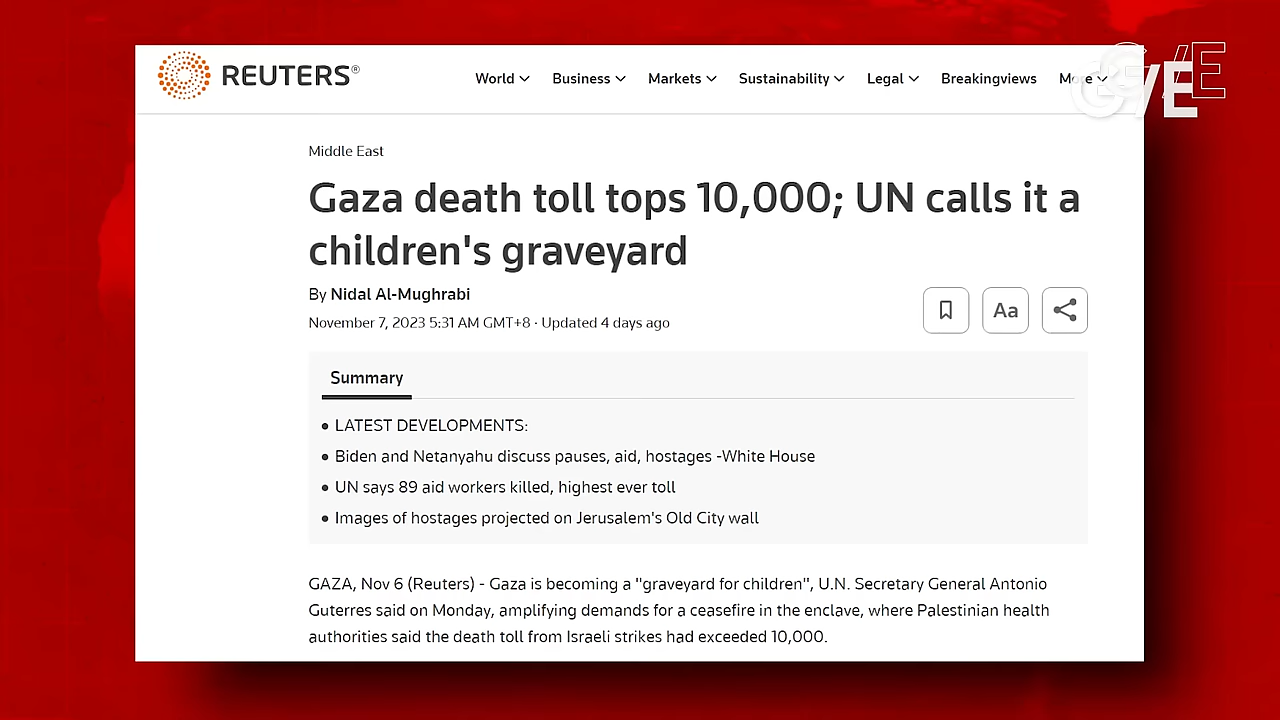 REUTERS®
World Business Markets Sustainability Legal Breakingviews More
Middle East
Gaza death toll tops 10,000; UN calls it a
children's graveyard
By Nidal Al-Mughrabi
November 7, 2023 5:31 AM GMT+8 · Updated 4 days ago
Aa
Summary
• LATEST DEVELOPMENTS:
• Biden and Netanyahu discuss pauses, aid, hostages -White House
• UN says 89 aid workers killed, highest ever toll
• Images of hostages projected on Jerusalem's Old City wall
GAZA, Nov 6 (Reuters) - Gaza is becoming a "graveyard for children", U.N. Secretary General Antonio
Guterres said on Monday, amplifying demands for a ceasefire in the enclave, where Palestinian health
authorities said the death toll from Israeli strikes had exceeded 10,000.